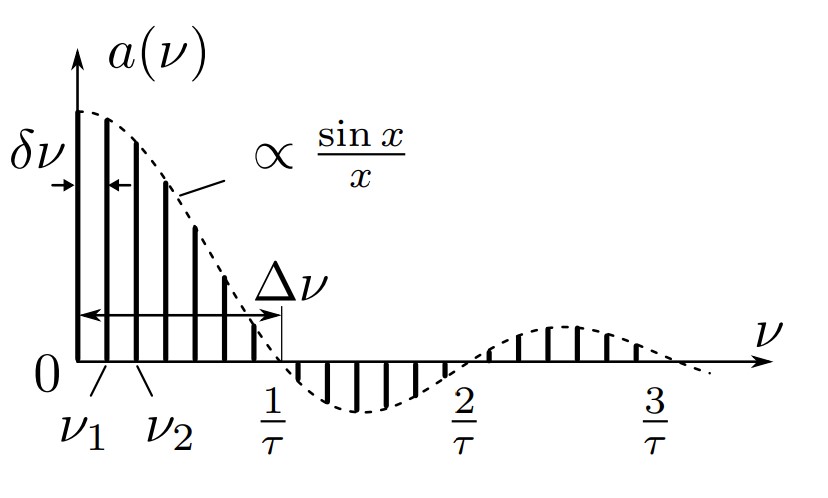 a(ν)
δν
∝ sin x / x
Δν
ν
0
ν₁ ν₂
1/τ 2/τ 3/τ